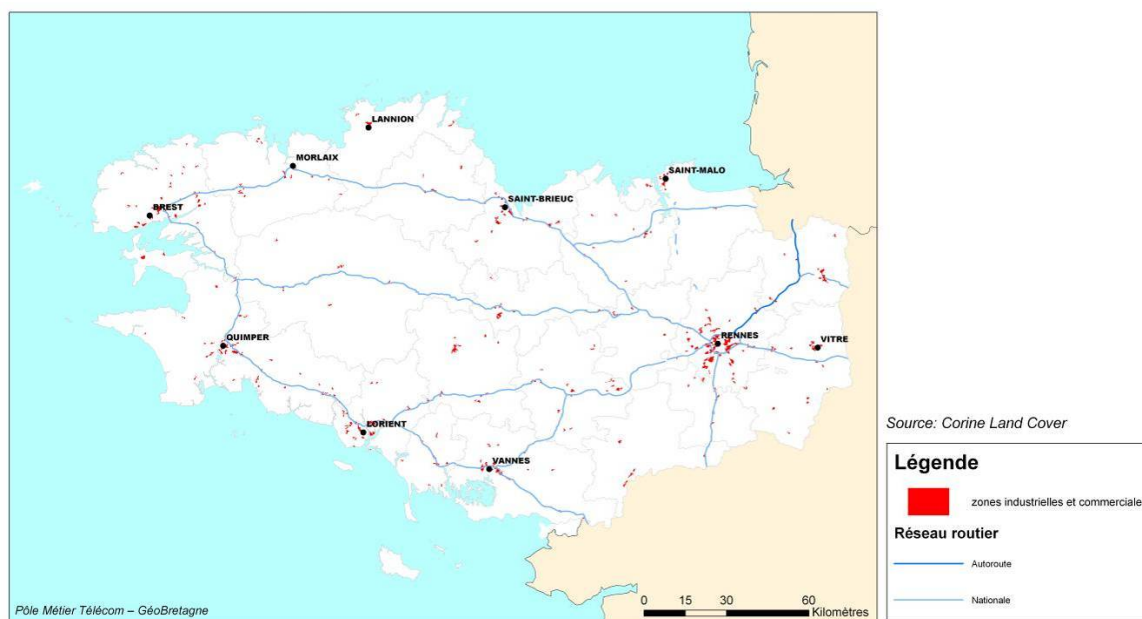 LANNION
MORLAIX
SAINT-MALO
SAINT-BRIEUC
BREST
QUIMPER
RENNES
VITRE
LORIENT
VANNES
Source: Corine Land Cover
Légende
zones industrielles et commerciale
Réseau routier
Autoroute
Nationale
0 15 30 60
Kilomètres
Pôle Métier Télécom – GéoBretagne